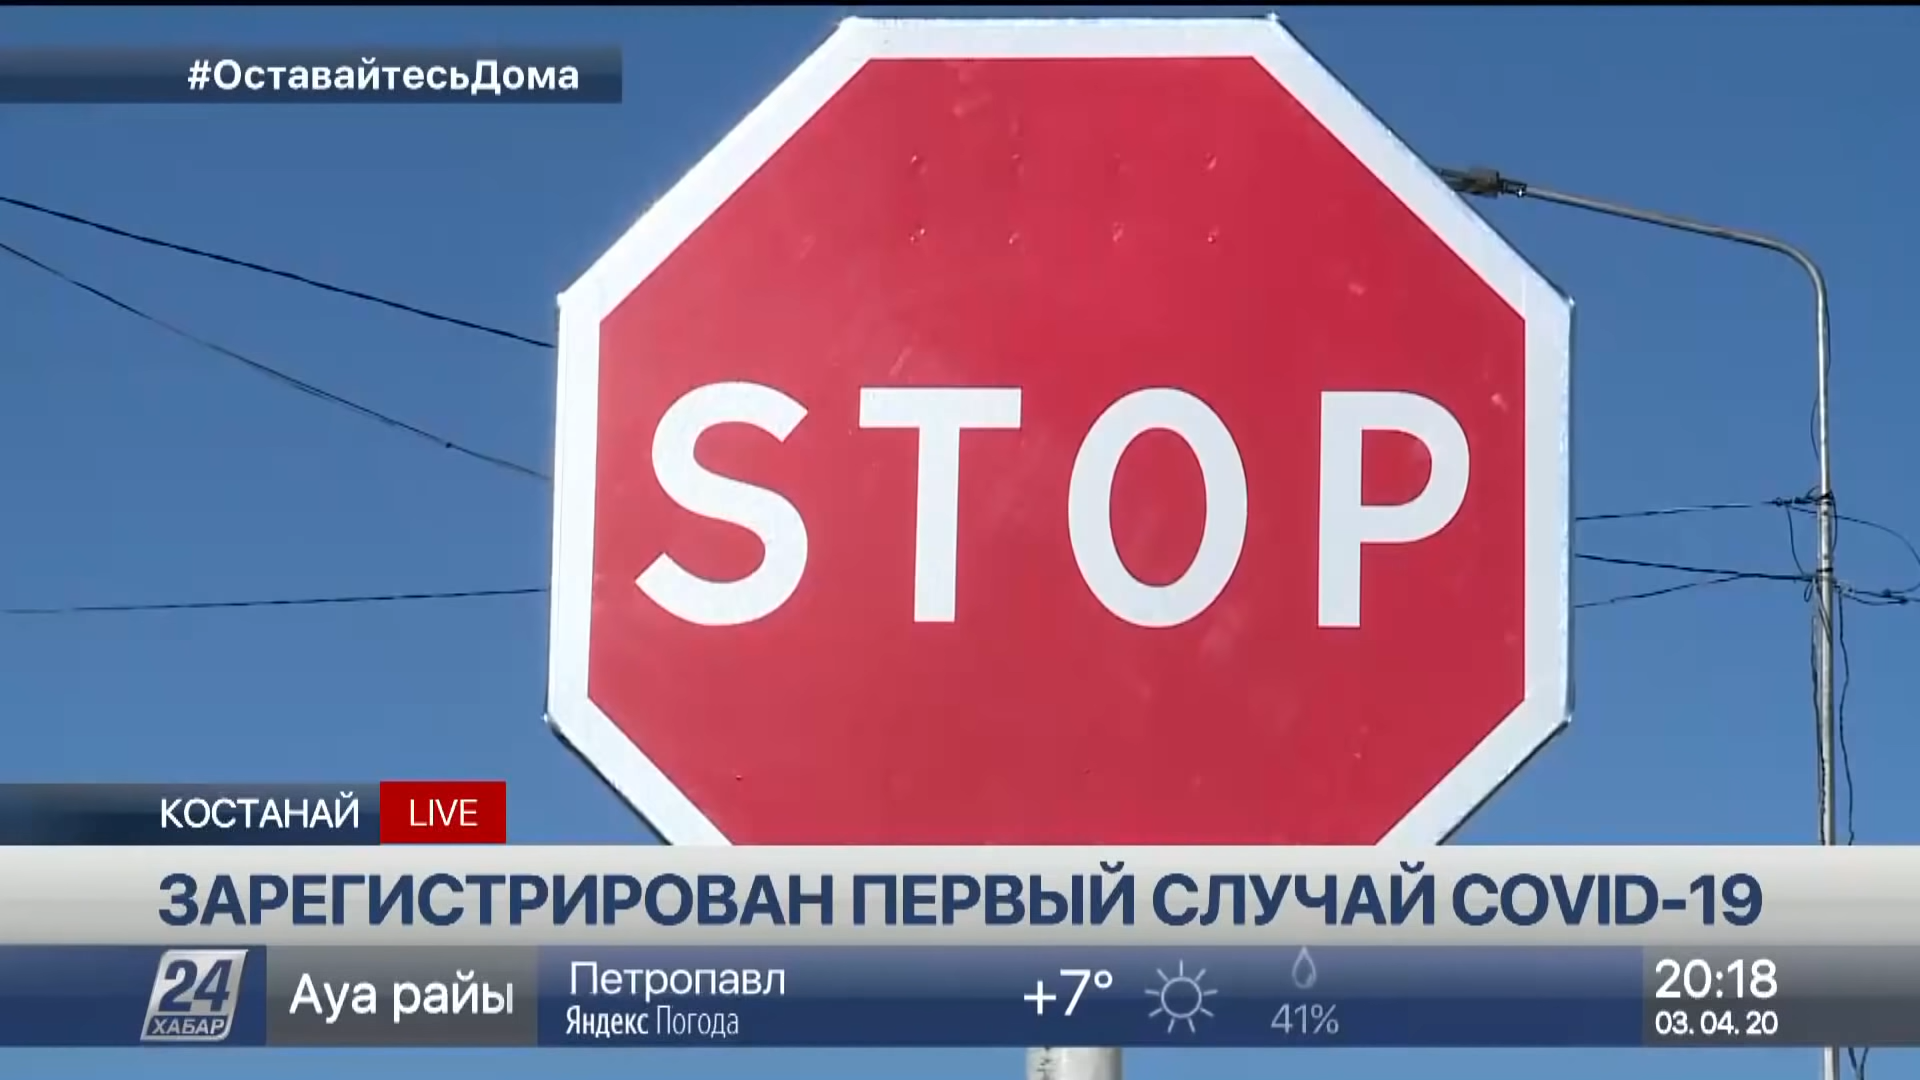 #ОставайтесьДома
STOP
КОСТАНАЙ LIVE
ЗАРЕГИСТРИРОВАН ПЕРВЫЙ СЛУЧАЙ COVID-19
24 ХАБАР
Ауа райы
Петропавл
Яндекс Погода
+7°
41%
20:18
03. 04. 20